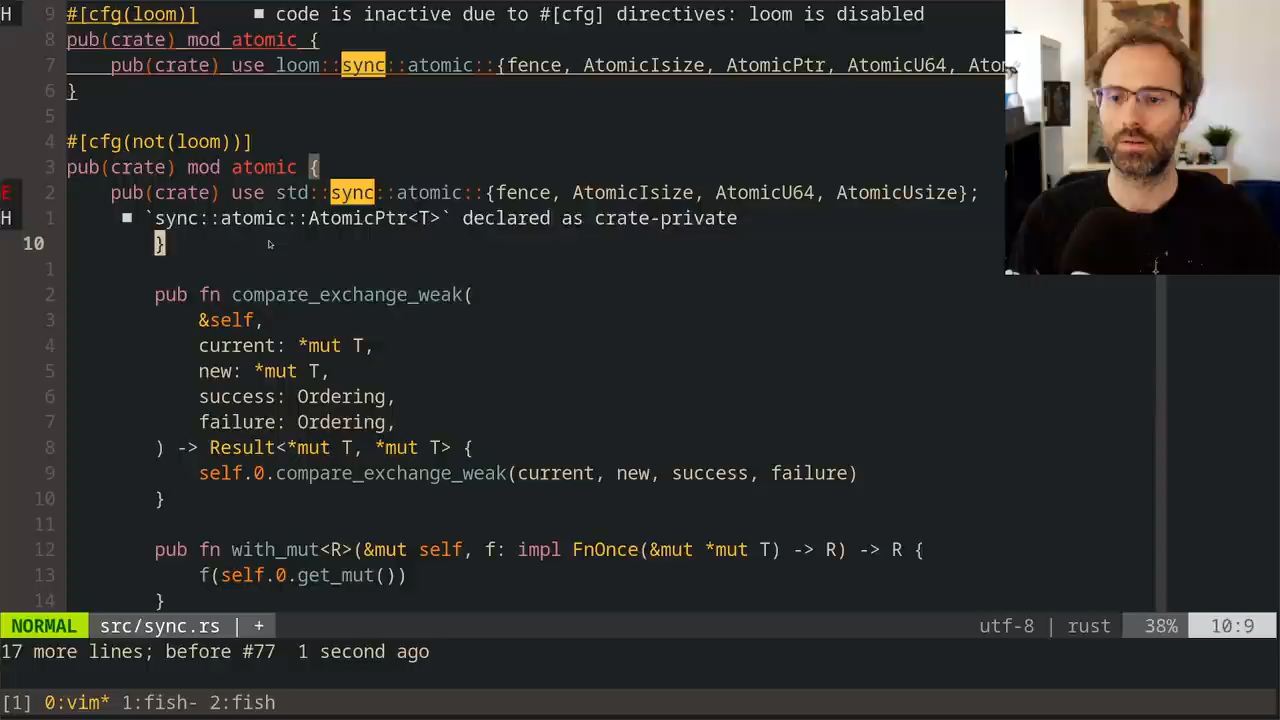 H 9 #[cfg(loom)] ■ code is inactive due to #[cfg] directives: loom is disabled
8 pub(crate) mod atomic {
7 pub(crate) use loom::sync::atomic::{fence, AtomicIsize, AtomicPtr, AtomicU64, Atom
6 }
5
4 #[cfg(not(loom))]
3 pub(crate) mod atomic {
E 2 pub(crate) use std::sync::atomic::{fence, AtomicIsize, AtomicU64, AtomicUsize};
H 1 ■ `sync::atomic::AtomicPtr<T>` declared as crate-private
10 }
1
2 pub fn compare_exchange_weak(
3 &self,
4 current: *mut T,
5 new: *mut T,
6 success: Ordering,
7 failure: Ordering,
8 ) -> Result<*mut T, *mut T> {
9 self.0.compare_exchange_weak(current, new, success, failure)
10 }
11
12 pub fn with_mut<R>(&mut self, f: impl FnOnce(&mut *mut T) -> R) -> R {
13 f(self.0.get_mut())
14 }
NORMAL src/sync.rs | + utf-8 | rust 38% 10:9
17 more lines; before #77 1 second ago
[1] 0:vim* 1:fish- 2:fish